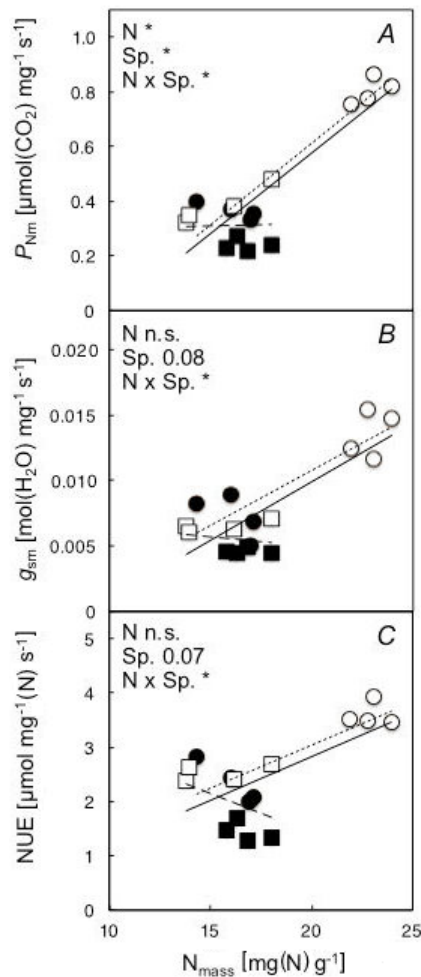 A
N *
Sp. *
N x Sp. *
1.0
0.8
0.6
0.4
0.2
0
P_Nm [μmol(CO₂) mg⁻¹ s⁻¹]
B
N n.s.
Sp. 0.08
N x Sp. *
0.020
0.015
0.010
0.005
0
g_sm [mol(H₂O) mg⁻¹ s⁻¹]
C
N n.s.
Sp. 0.07
N x Sp. *
5
4
3
2
1
0
NUE [μmol mg⁻¹(N) s⁻¹]
10 15 20 25
N_mass [mg(N) g⁻¹]